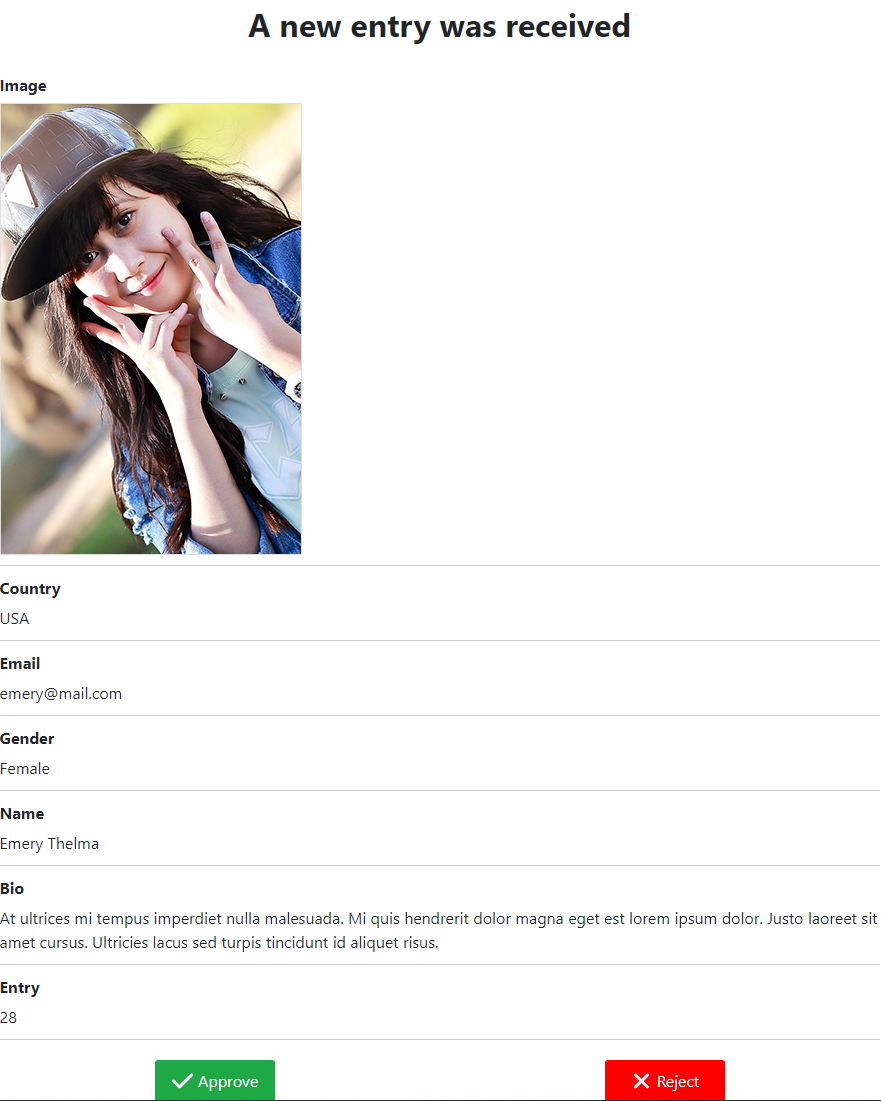 A new entry was received
Image
Country
USA
Email
emery@mail.com
Gender
Female
Name
Emery Thelma
Bio
At ultrices mi tempus imperdiet nulla malesuada. Mi quis hendrerit dolor magna eget est lorem ipsum dolor. Justo laoreet sit
amet cursus. Ultricies lacus sed turpis tincidunt id aliquet risus.
Entry
28
Approve
Reject